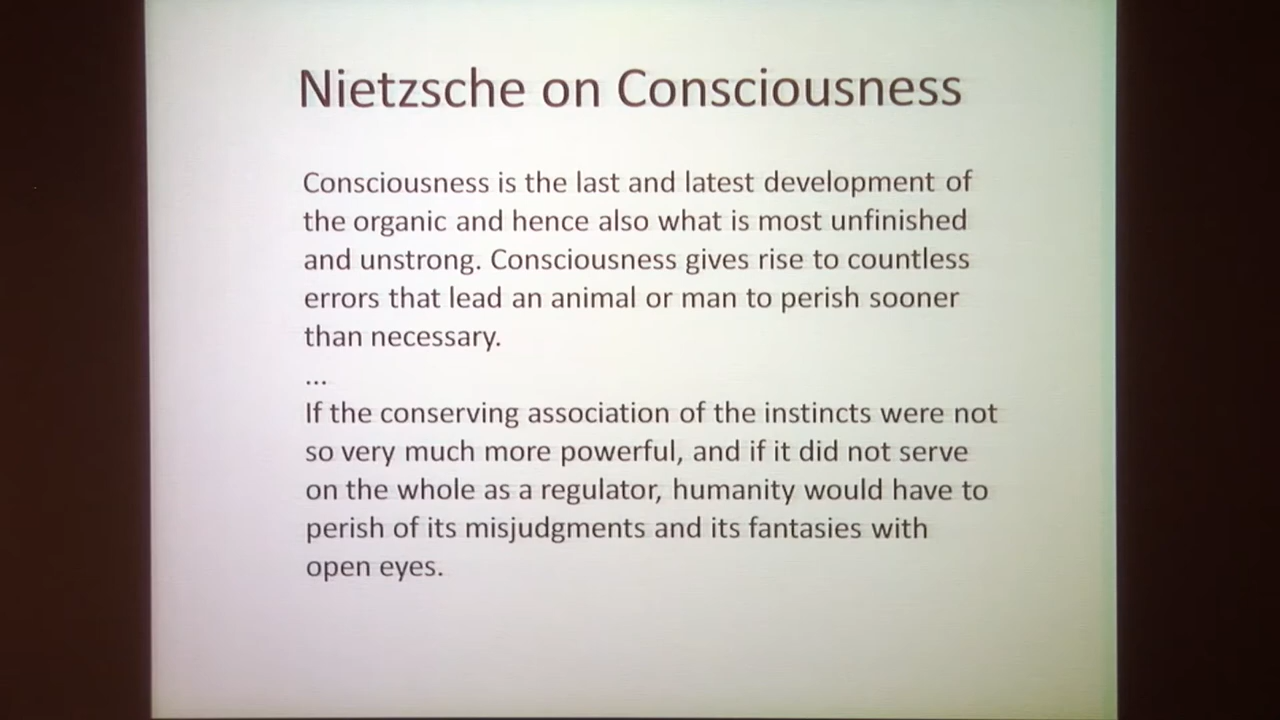 Nietzsche on Consciousness
Consciousness is the last and latest development of
the organic and hence also what is most unfinished
and unstrong. Consciousness gives rise to countless
errors that lead an animal or man to perish sooner
than necessary.
...
If the conserving association of the instincts were not
so very much more powerful, and if it did not serve
on the whole as a regulator, humanity would have to
perish of its misjudgments and its fantasies with
open eyes.